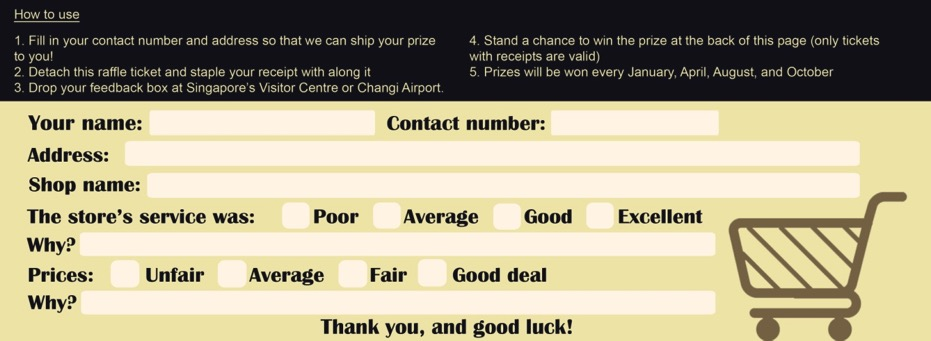 How to use
1. Fill in your contact number and address so that we can ship your prize
to you!
2. Detach this raffle ticket and staple your receipt with along it
3. Drop your feedback box at Singapore's Visitor Centre or Changi Airport.
4. Stand a chance to win the prize at the back of this page (only tickets
with receipts are valid)
5. Prizes will be won every January, April, August, and October
Your name: Contact number:
Address:
Shop name:
The store's service was: Poor Average Good Excellent
Why?
Prices: Unfair Average Fair Good deal
Why?
Thank you, and good luck!